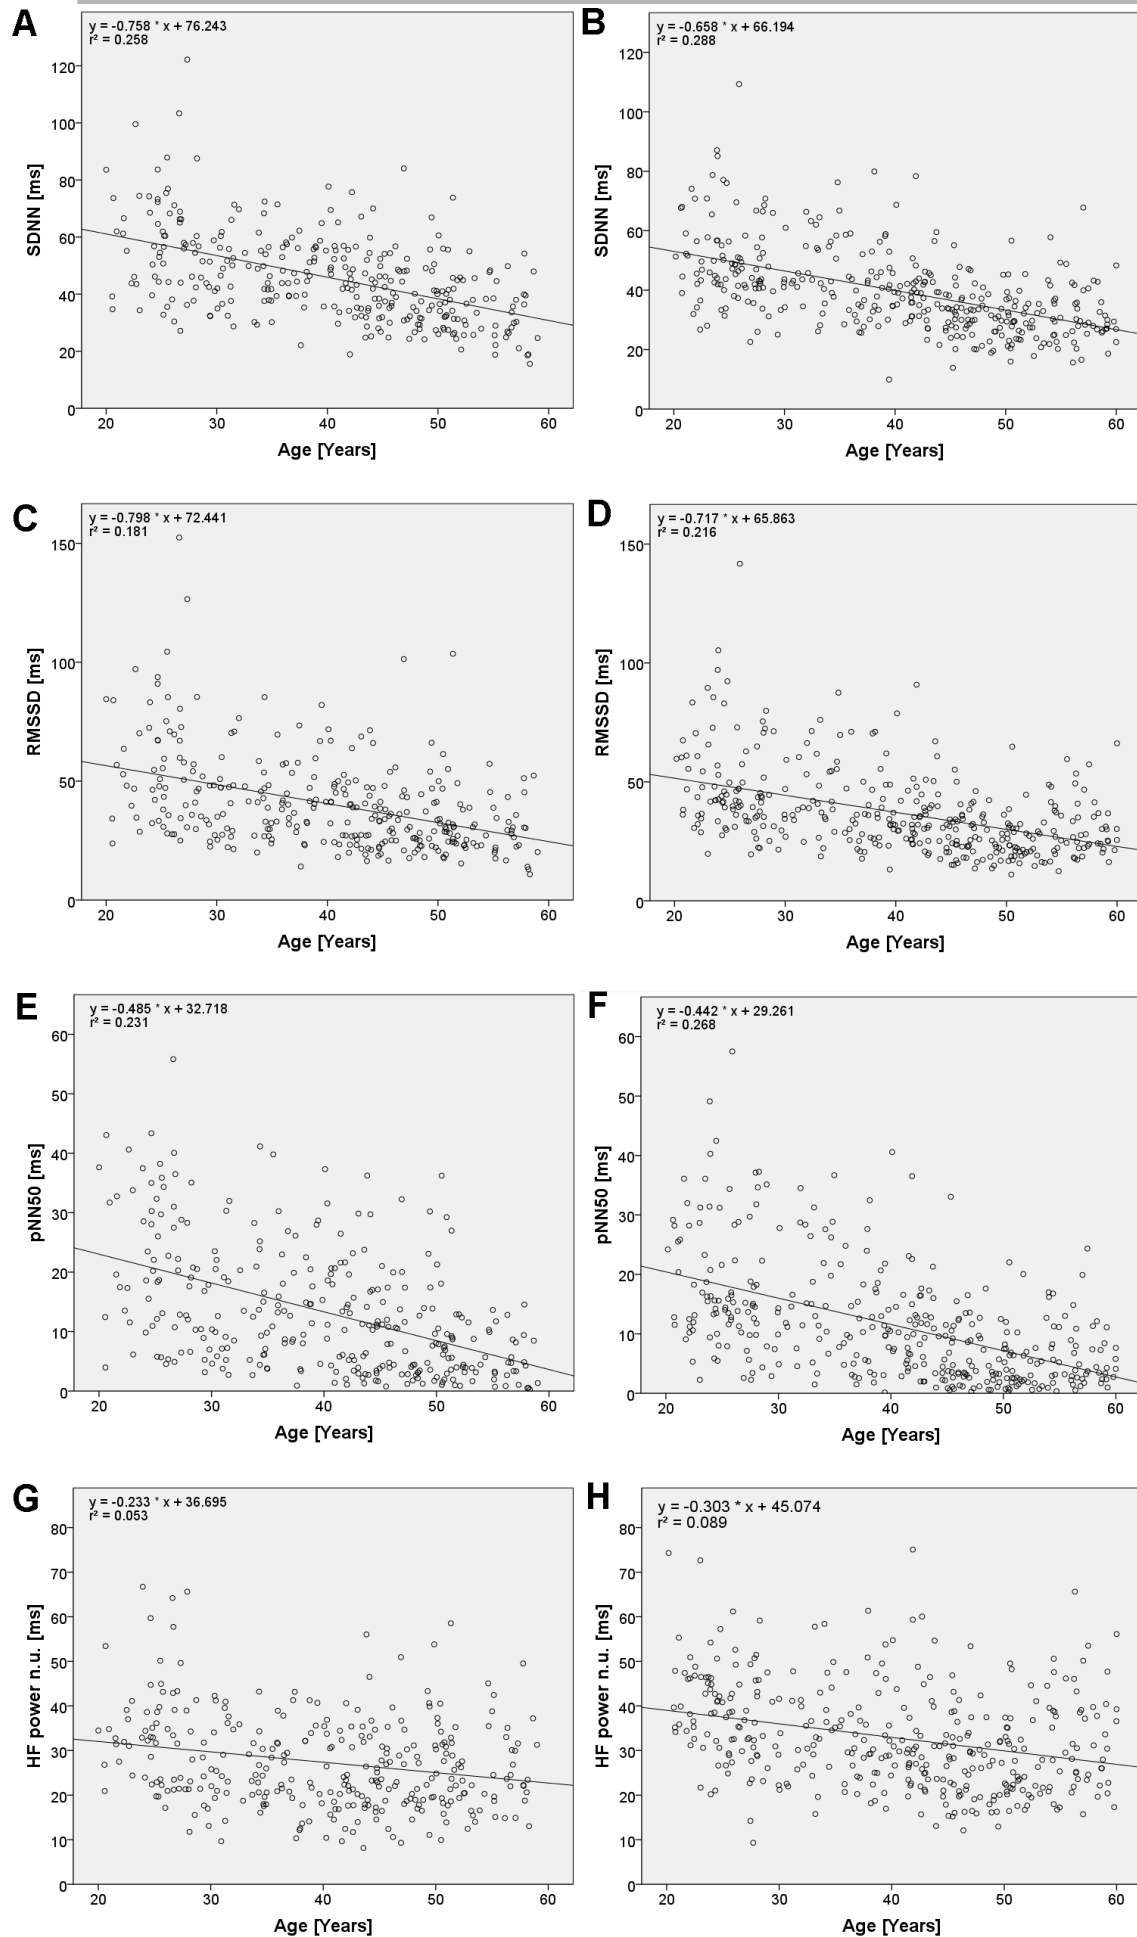 A
y = -0.758 * x + 76.243
r² = 0.258
SDNN [ms]
120
100
80
60
40
20
0
20 30 40 50 60
Age [Years]
B
y = -0.658 * x + 66.194
r² = 0.288
SDNN [ms]
120
100
80
60
40
20
0
20 30 40 50 60
Age [Years]
C
y = -0.798 * x + 72.441
r² = 0.181
RMSSD [ms]
150
100
50
0
20 30 40 50 60
Age [Years]
D
y = -0.717 * x + 65.863
r² = 0.216
RMSSD [ms]
150
100
50
0
20 30 40 50 60
Age [Years]
E
y = -0.485 * x + 32.718
r² = 0.231
pNN50 [ms]
60
50
40
30
20
10
0
20 30 40 50 60
Age [Years]
F
y = -0.442 * x + 29.261
r² = 0.268
pNN50 [ms]
60
50
40
30
20
10
0
20 30 40 50 60
Age [Years]
G
y = -0.233 * x + 36.695
r² = 0.053
HF power n.u. [ms]
80
70
60
50
40
30
20
10
0
20 30 40 50 60
Age [Years]
H
y = -0.303 * x + 45.074
r² = 0.089
HF power n.u. [ms]
80
70
60
50
40
30
20
10
0
20 30 40 50 60
Age [Years]